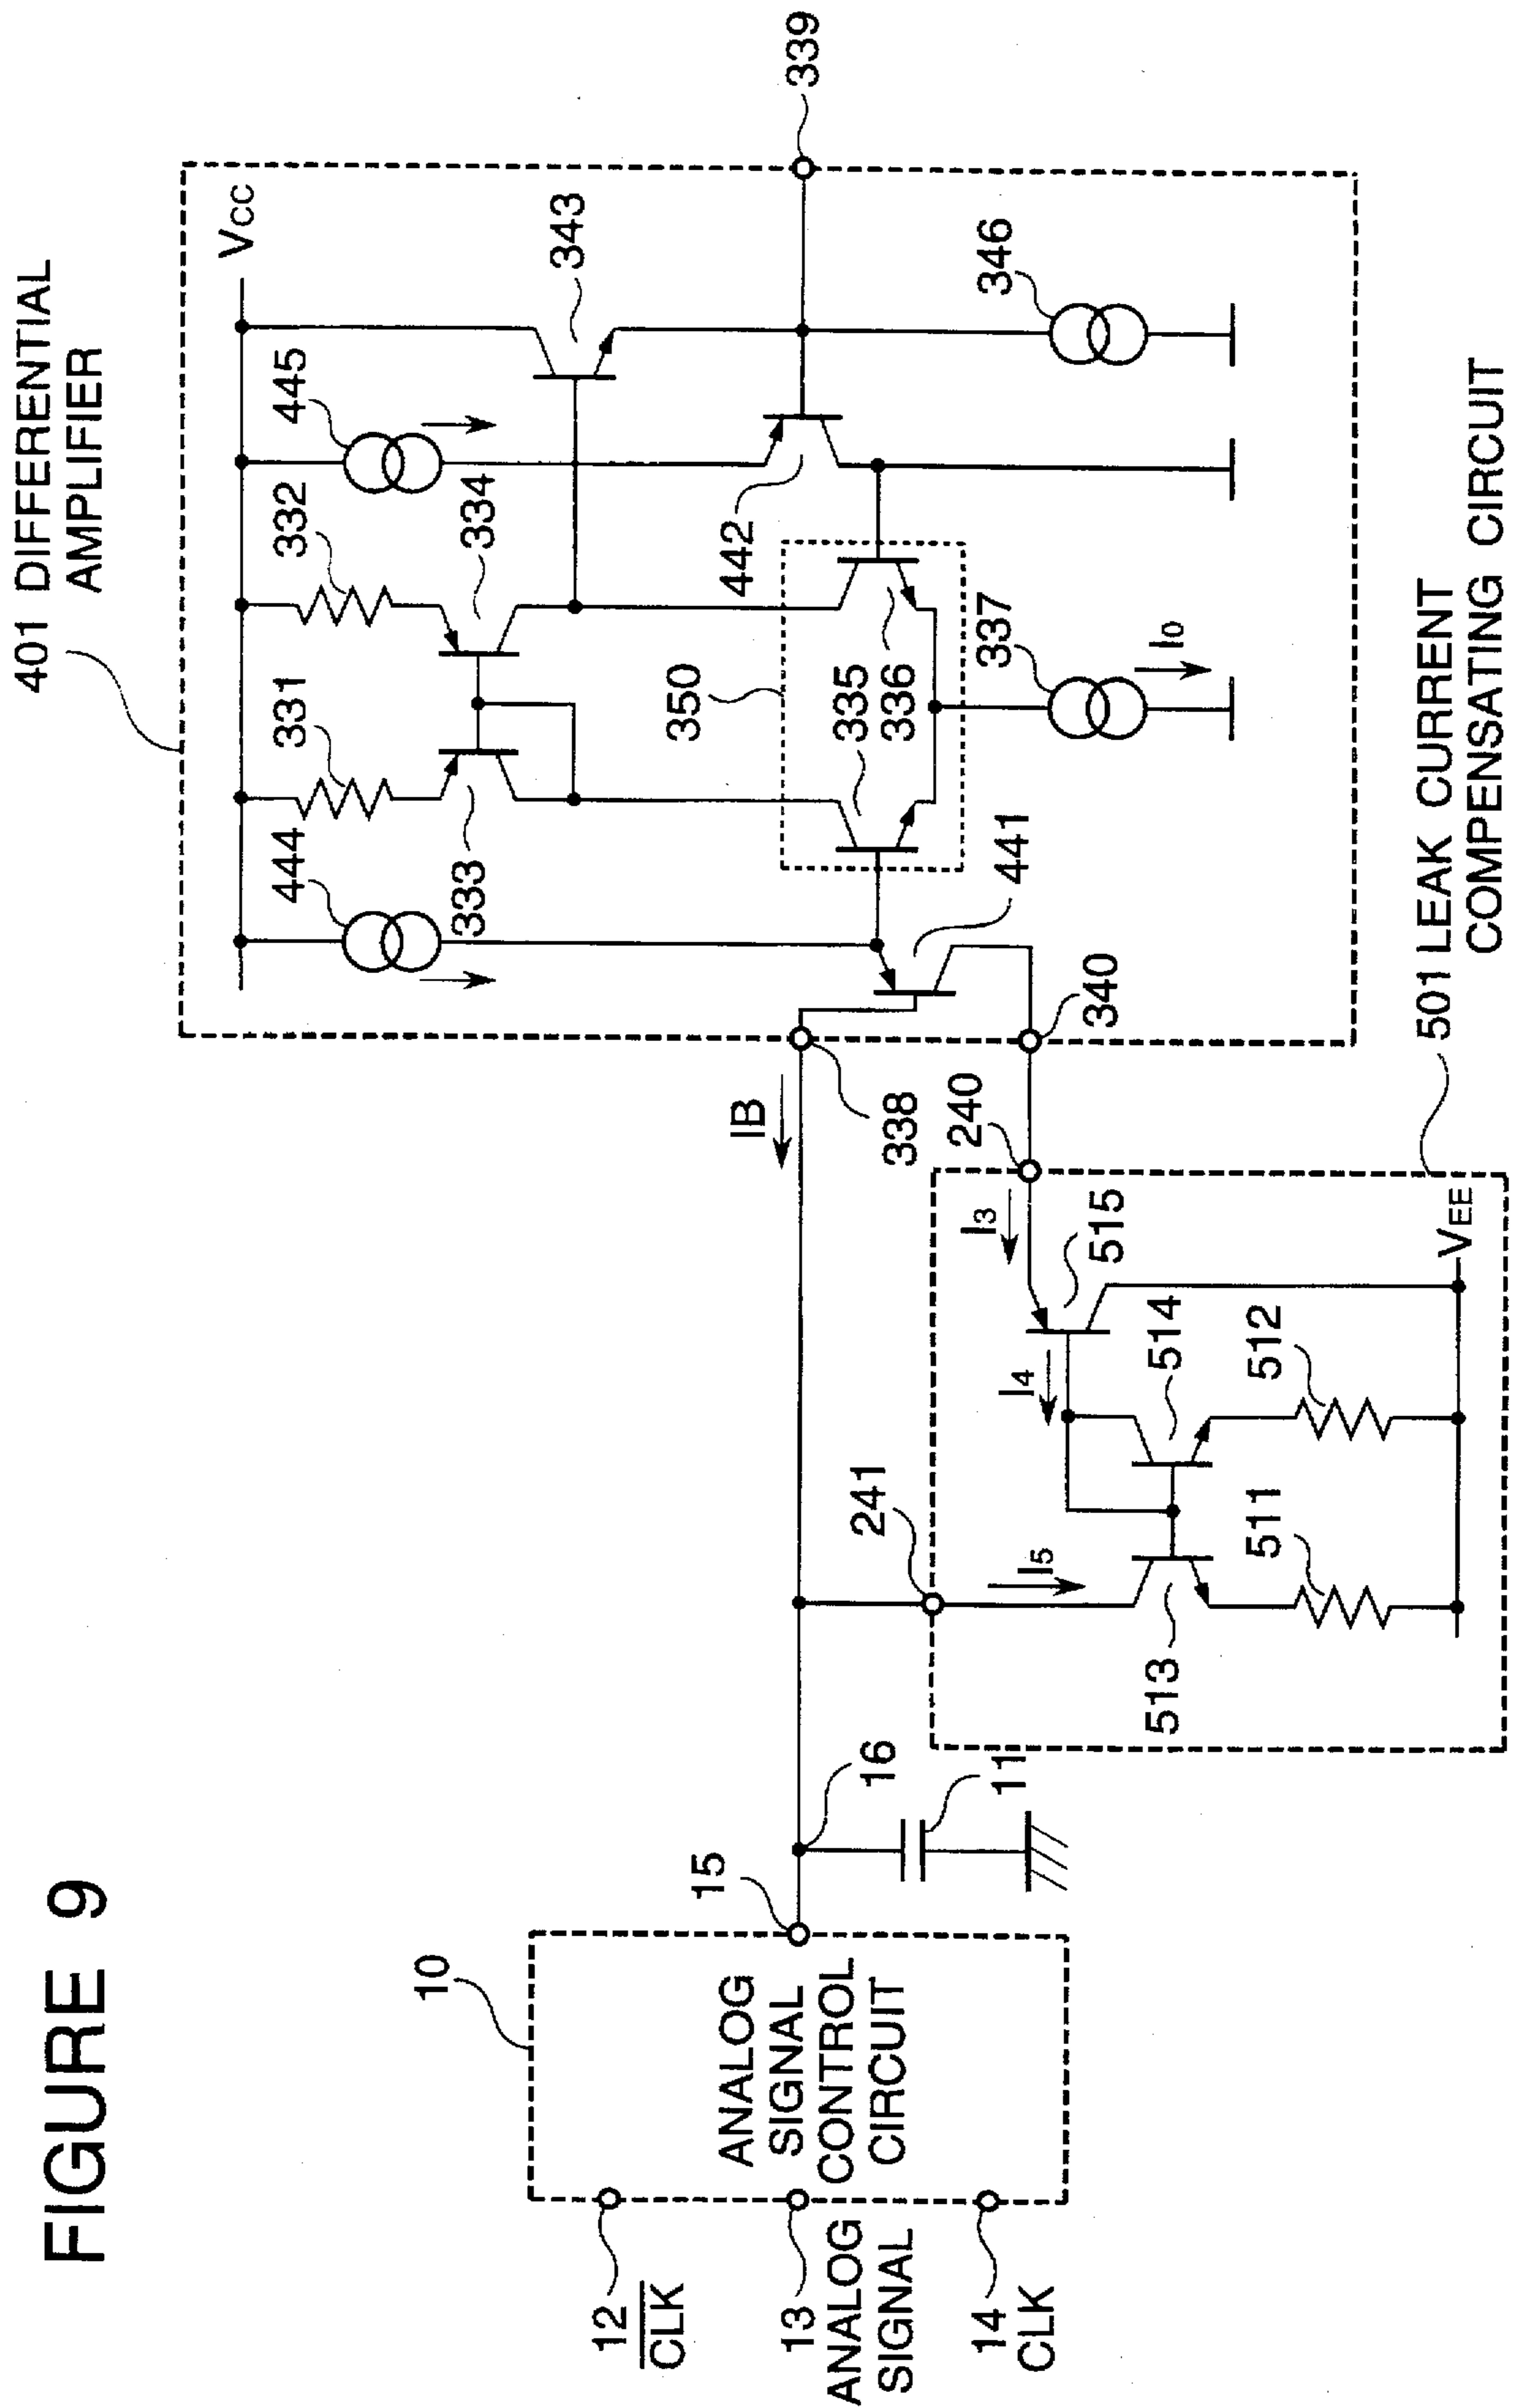 FIGURE 9
401 DIFFERENTIAL
AMPLIFIER
VCC
445
444
331
332
333
334
343
339
350
335
336
442
441
337
I0
346
338
340
IB
10
ANALOG
SIGNAL
CONTROL
CIRCUIT
12
CLK
13
ANALOG
SIGNAL
14
CLK
15
16
11
241
240
I3
I4
I5
515
514
513
511
512
VEE
501 LEAK CURRENT
COMPENSATING CIRCUIT